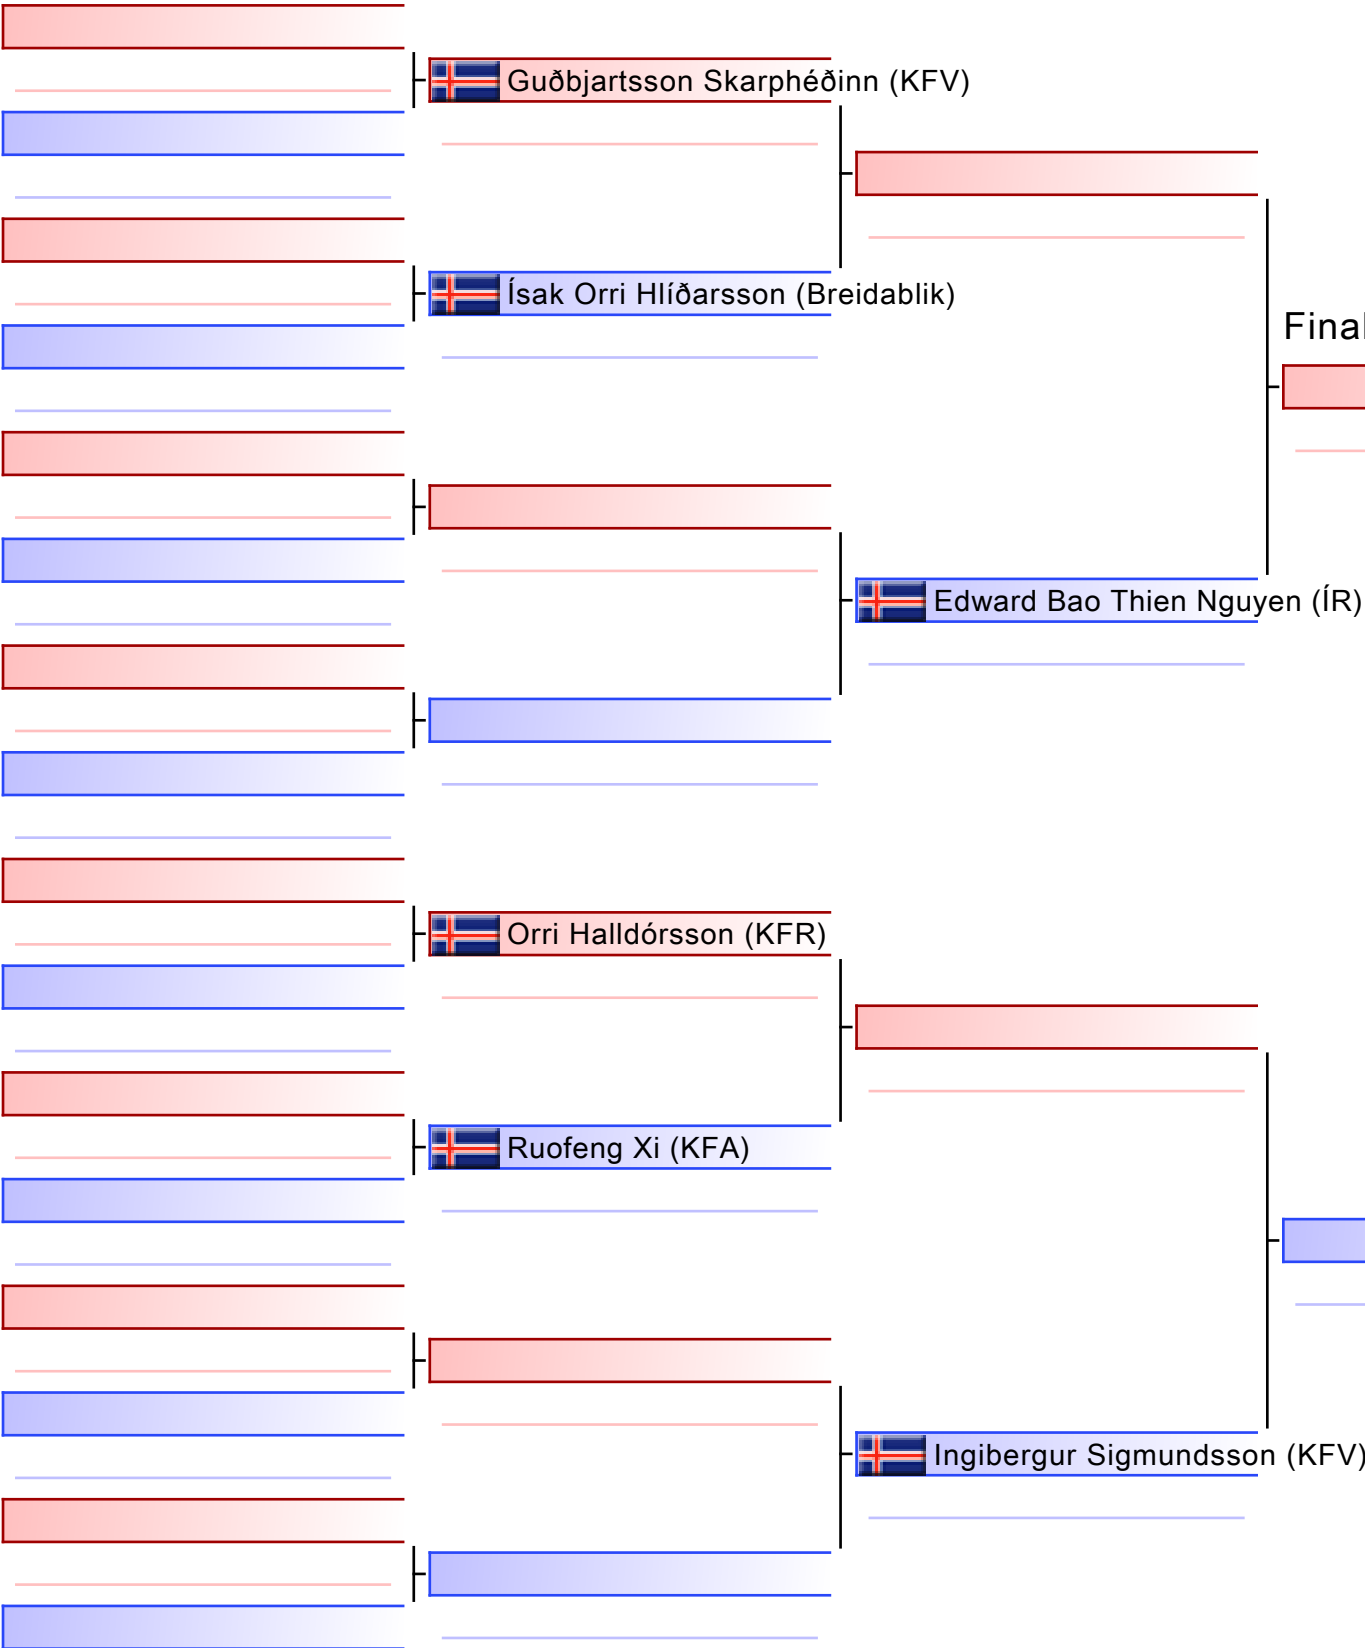 Guðbjartsson Skarphéðinn (KFV)
Ísak Orri Hlíðarsson (Breidablik)
Final
Edward Bao Thien Nguyen (ÍR)
Orri Halldórsson (KFR)
Ruofeng Xi (KFA)
Ingibergur Sigmundsson (KFV)